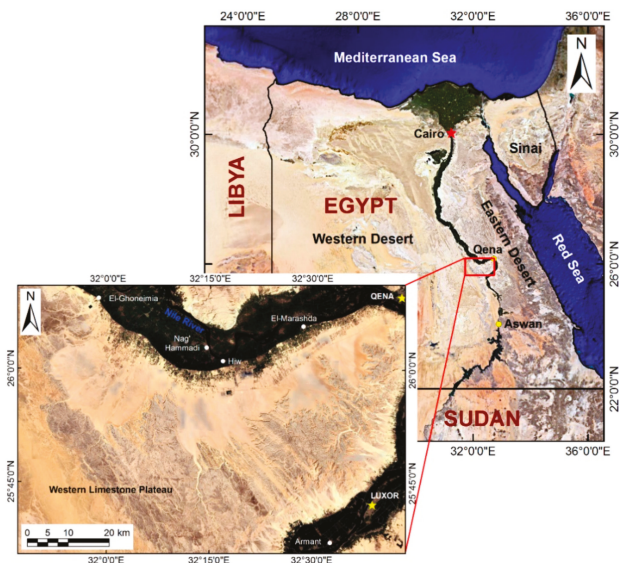 24°0'0"E 28°0'0"E 32°0'0"E 36°0'0"E
N
N
Mediterranean Sea
30°0'0"N
30°0'0"N
Cairo
Sinai
LIBYA
EGYPT
Western Desert
Eastern Desert
Red Sea
Qena
26°0'0"N
Aswan
22°0'0"N
SUDAN
32°0'0"E 36°0'0"E
32°0'0"E 32°15'0"E 32°30'0"E
N
El-Ghoneimia
Nile River
QENA
El-Marashda
Nag'
Hammadi
Hiw
26°0'0"N
26°0'0"N
25°45'0"N
25°45'0"N
Western Limestone Plateau
LUXOR
Armant
0 5 10 20 km
32°0'0"E 32°15'0"E 32°30'0"E